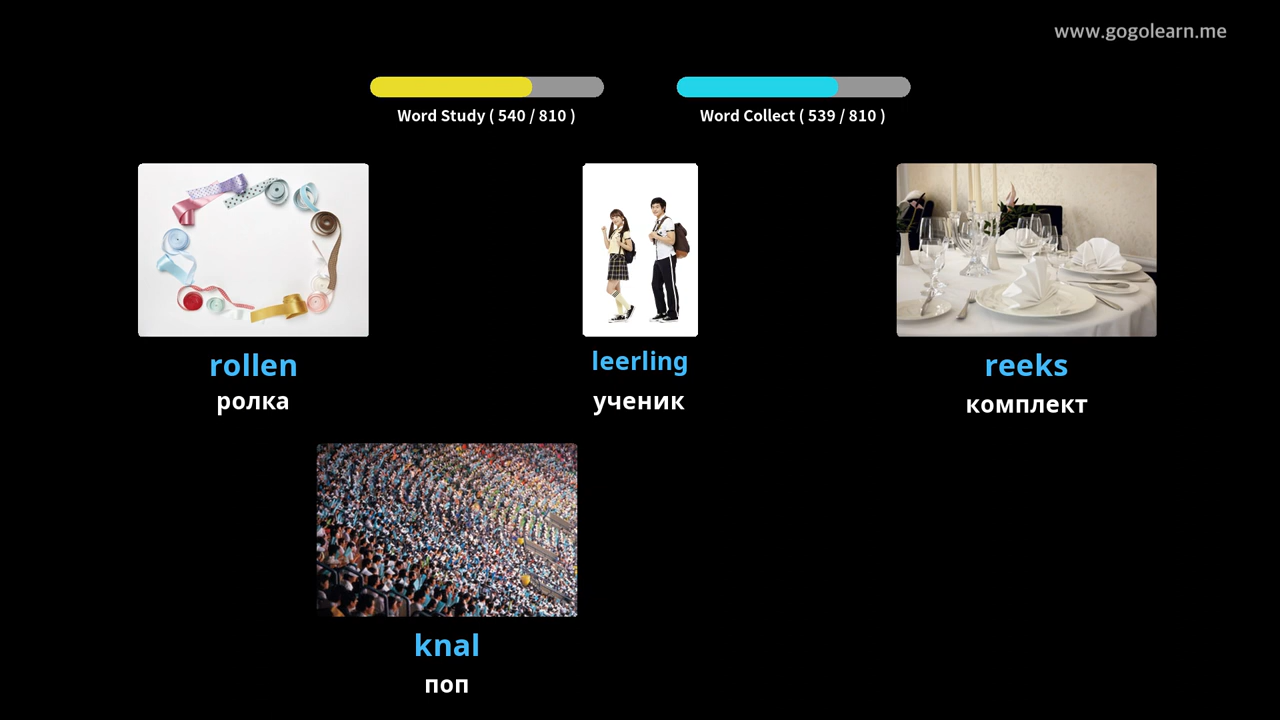 www.gogolearn.me
Word Study ( 540 / 810 )
Word Collect ( 539 / 810 )
rollen
ролка
leerling
ученик
reeks
комплект
knal
поп